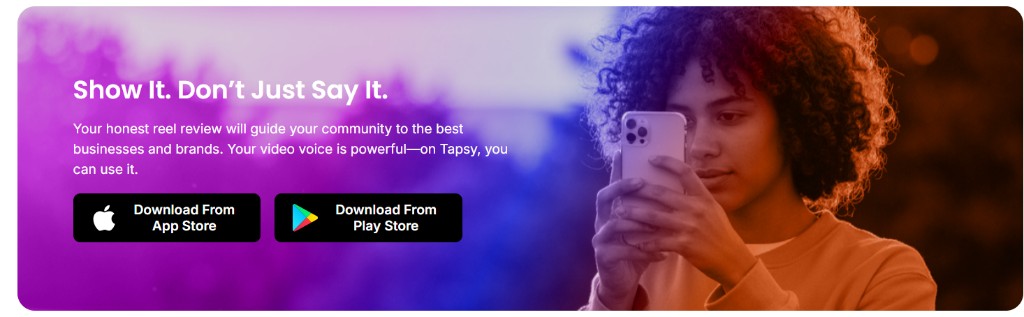 Show It. Don’t Just Say It.
Your honest reel review will guide your community to the best
businesses and brands. Your video voice is powerful—on Tapsy, you
can use it.
Download From
App Store
Download From
Play Store